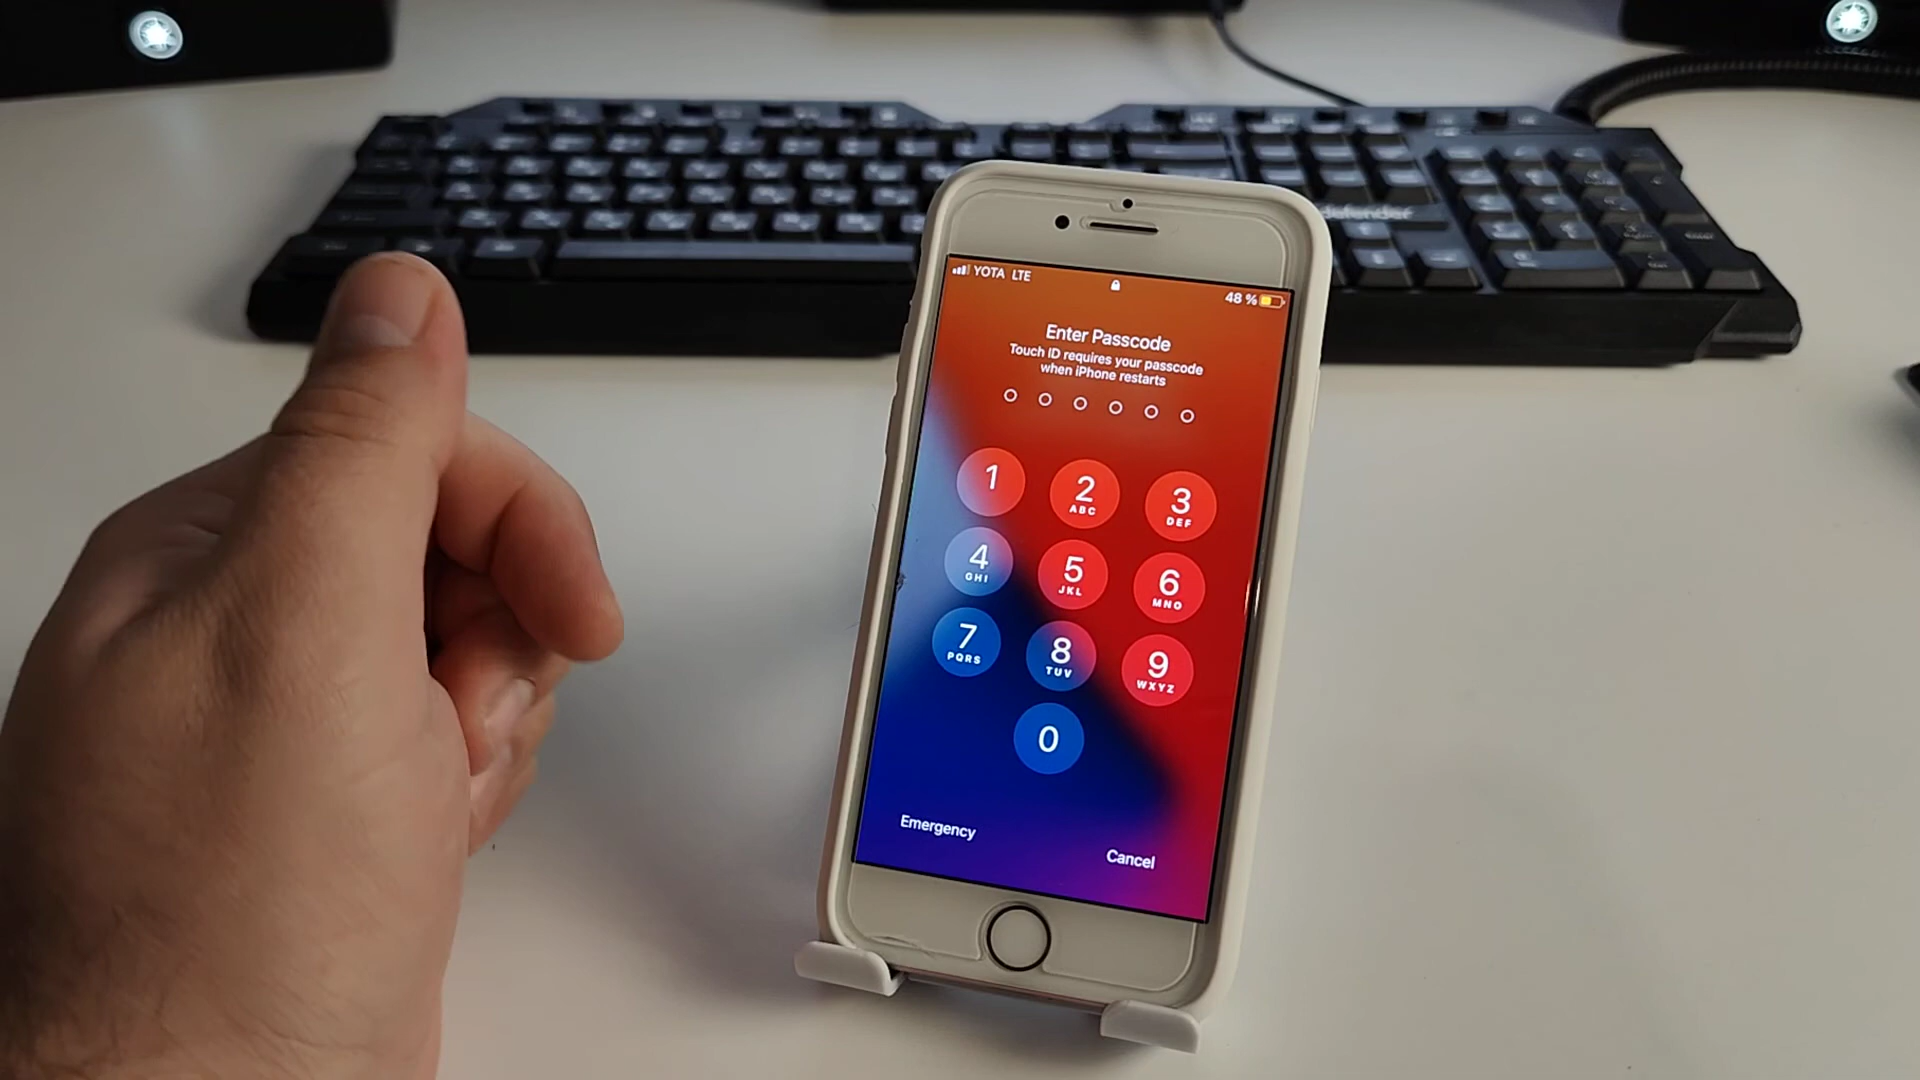 defender
YOTA LTE
48 %
Enter Passcode
Touch ID requires your passcode
when iPhone restarts
1
2
ABC
3
DEF
4
GHI
5
JKL
6
MNO
7
PQRS
8
TUV
9
WXYZ
0
Emergency
Cancel